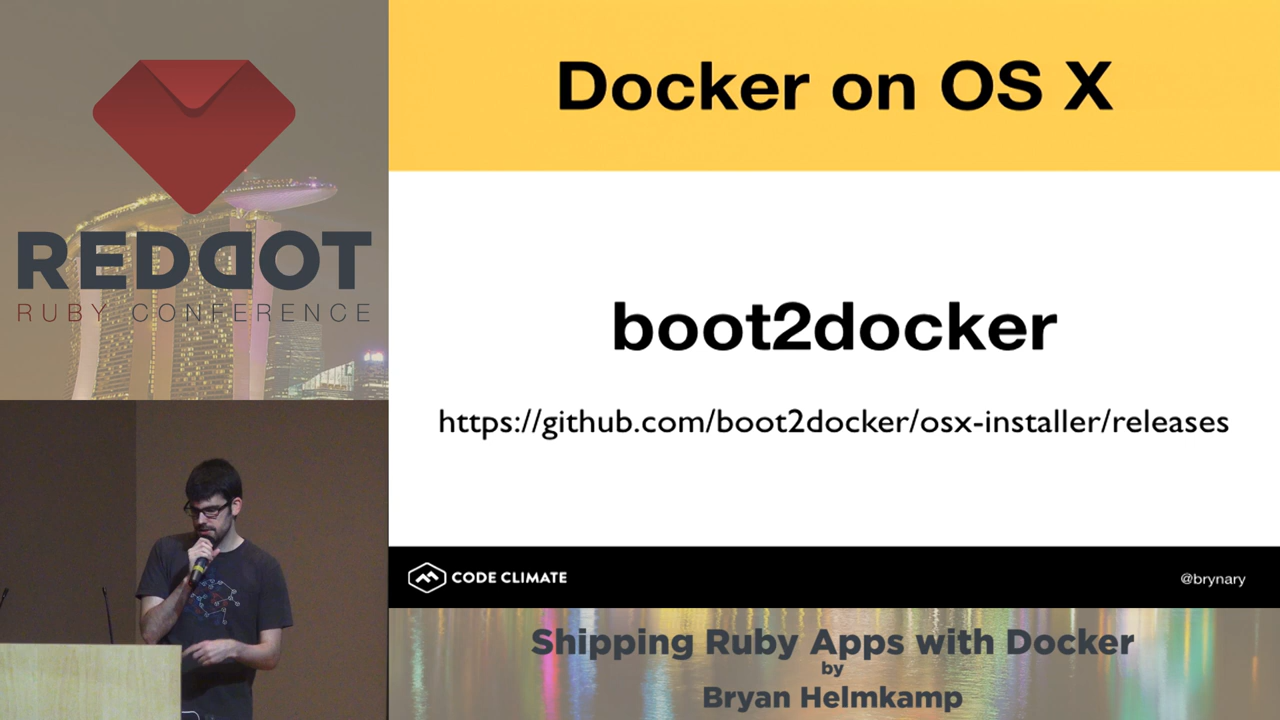 REDDOT
RUBY CONFERENCE
Docker on OS X
boot2docker
https://github.com/boot2docker/osx-installer/releases
CODE CLIMATE
@brynary
Shipping Ruby Apps with Docker
by
Bryan Helmkamp